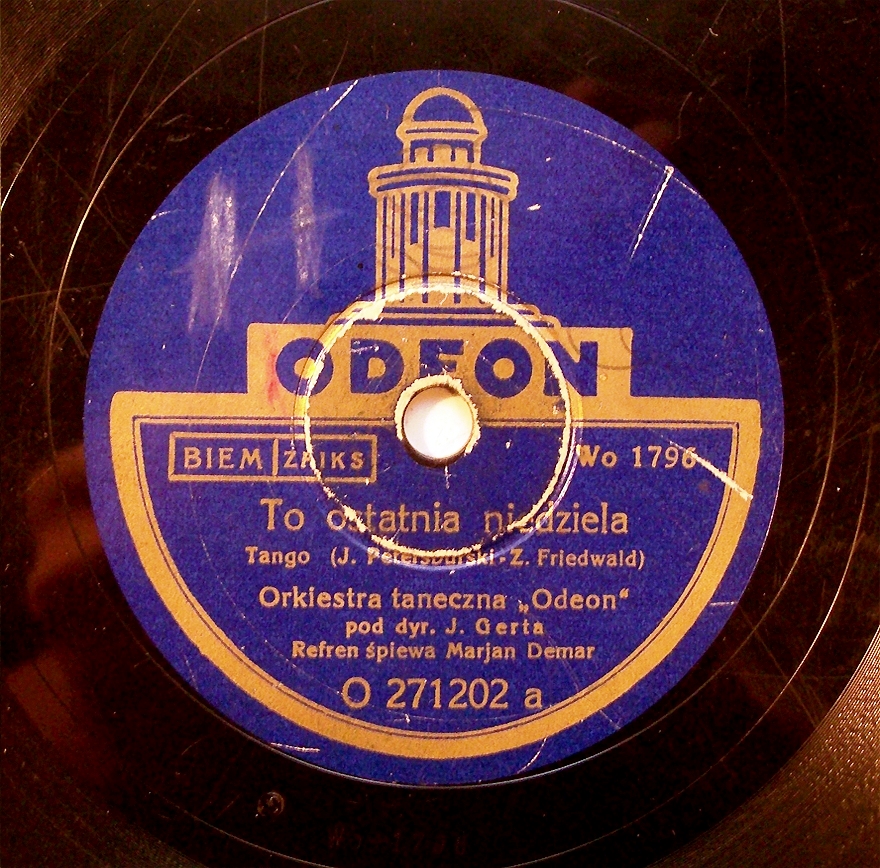 ODEON
BIEM ZAIKS Wo 1796
To ostatnia niedziela
Tango (J. Petersburski-Z. Friedwald)
Orkiestra taneczna „Odeon“
pod dyr. J. Gerta
Refren śpiewa Marjan Demar
O 271202 a